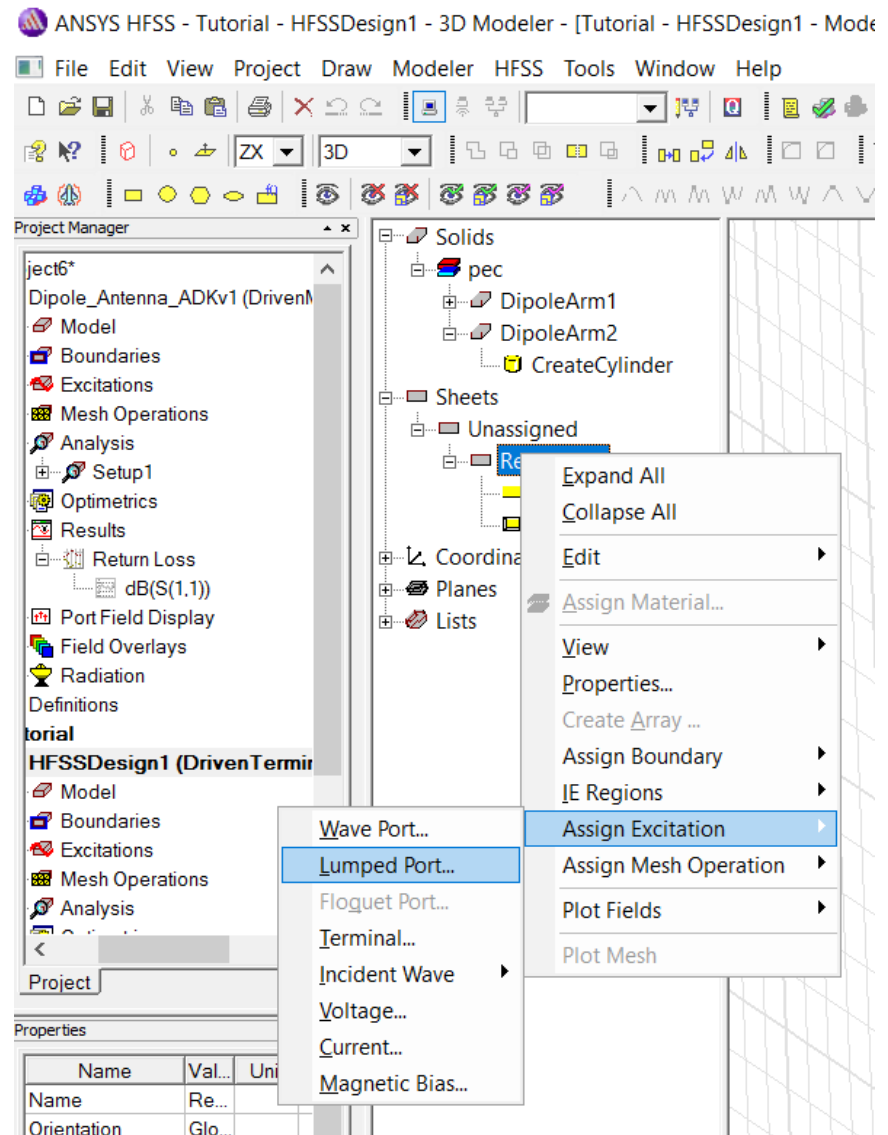 ANSYS HFSS - Tutorial - HFSSDesign1 - 3D Modeler - [Tutorial - HFSSDesign1 - Mode
File Edit View Project Draw Modeler HFSS Tools Window Help
ZX 3D
Project Manager
ject6*
Dipole_Antenna_ADKv1 (DrivenM
Model
Boundaries
Excitations
Mesh Operations
Analysis
Setup1
Optimetrics
Results
Return Loss
dB(S(1,1))
Port Field Display
Field Overlays
Radiation
Definitions
torial
HFSSDesign1 (DrivenTermin
Model
Boundaries
Excitations
Mesh Operations
Analysis
Project
Solids
pec
DipoleArm1
DipoleArm2
CreateCylinder
Sheets
Unassigned
Re
Coordina
Planes
Lists
Expand All
Collapse All
Edit
Assign Material...
View
Properties...
Create Array ...
Assign Boundary
IE Regions
Assign Excitation
Assign Mesh Operation
Plot Fields
Plot Mesh
Wave Port...
Lumped Port...
Floquet Port...
Terminal...
Incident Wave
Voltage...
Current...
Magnetic Bias...
Properties
Name Val... Uni
Name Re...
Orientation Glo...